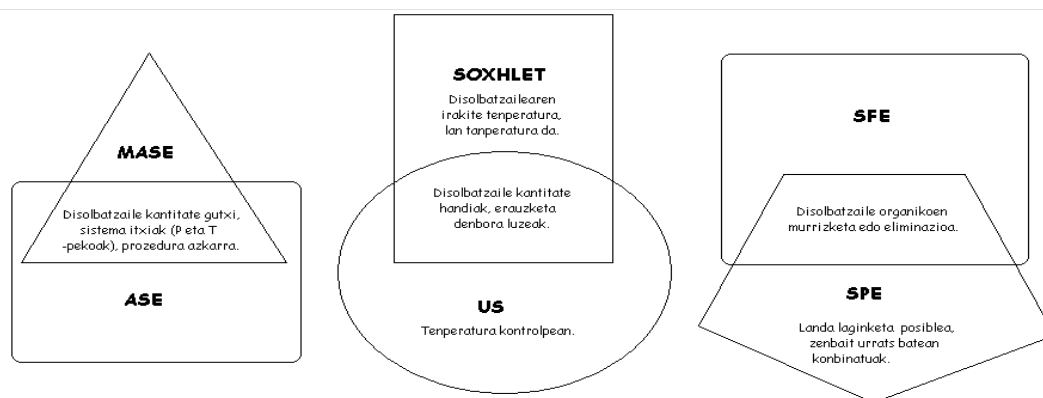 MASE
Disolbatzaile kantitate gutxi,
sistema itxiak (P eta T
-pekoak), prozedura azkarra.
ASE
SOXHLET
Disolbatzailearen
irakite tenperatura,
lan tanperatura da.
Disolbatzaile kantitate
handiak, erauzketa
denbora luzeak.
US
Tenperatura kontrolpean.
SFE
Disolbatzaile organikoen
murrizketa edo eliminazioa.
SPE
Landa laginketa posiblea,
zenbait urrats batean
konbinatuak.